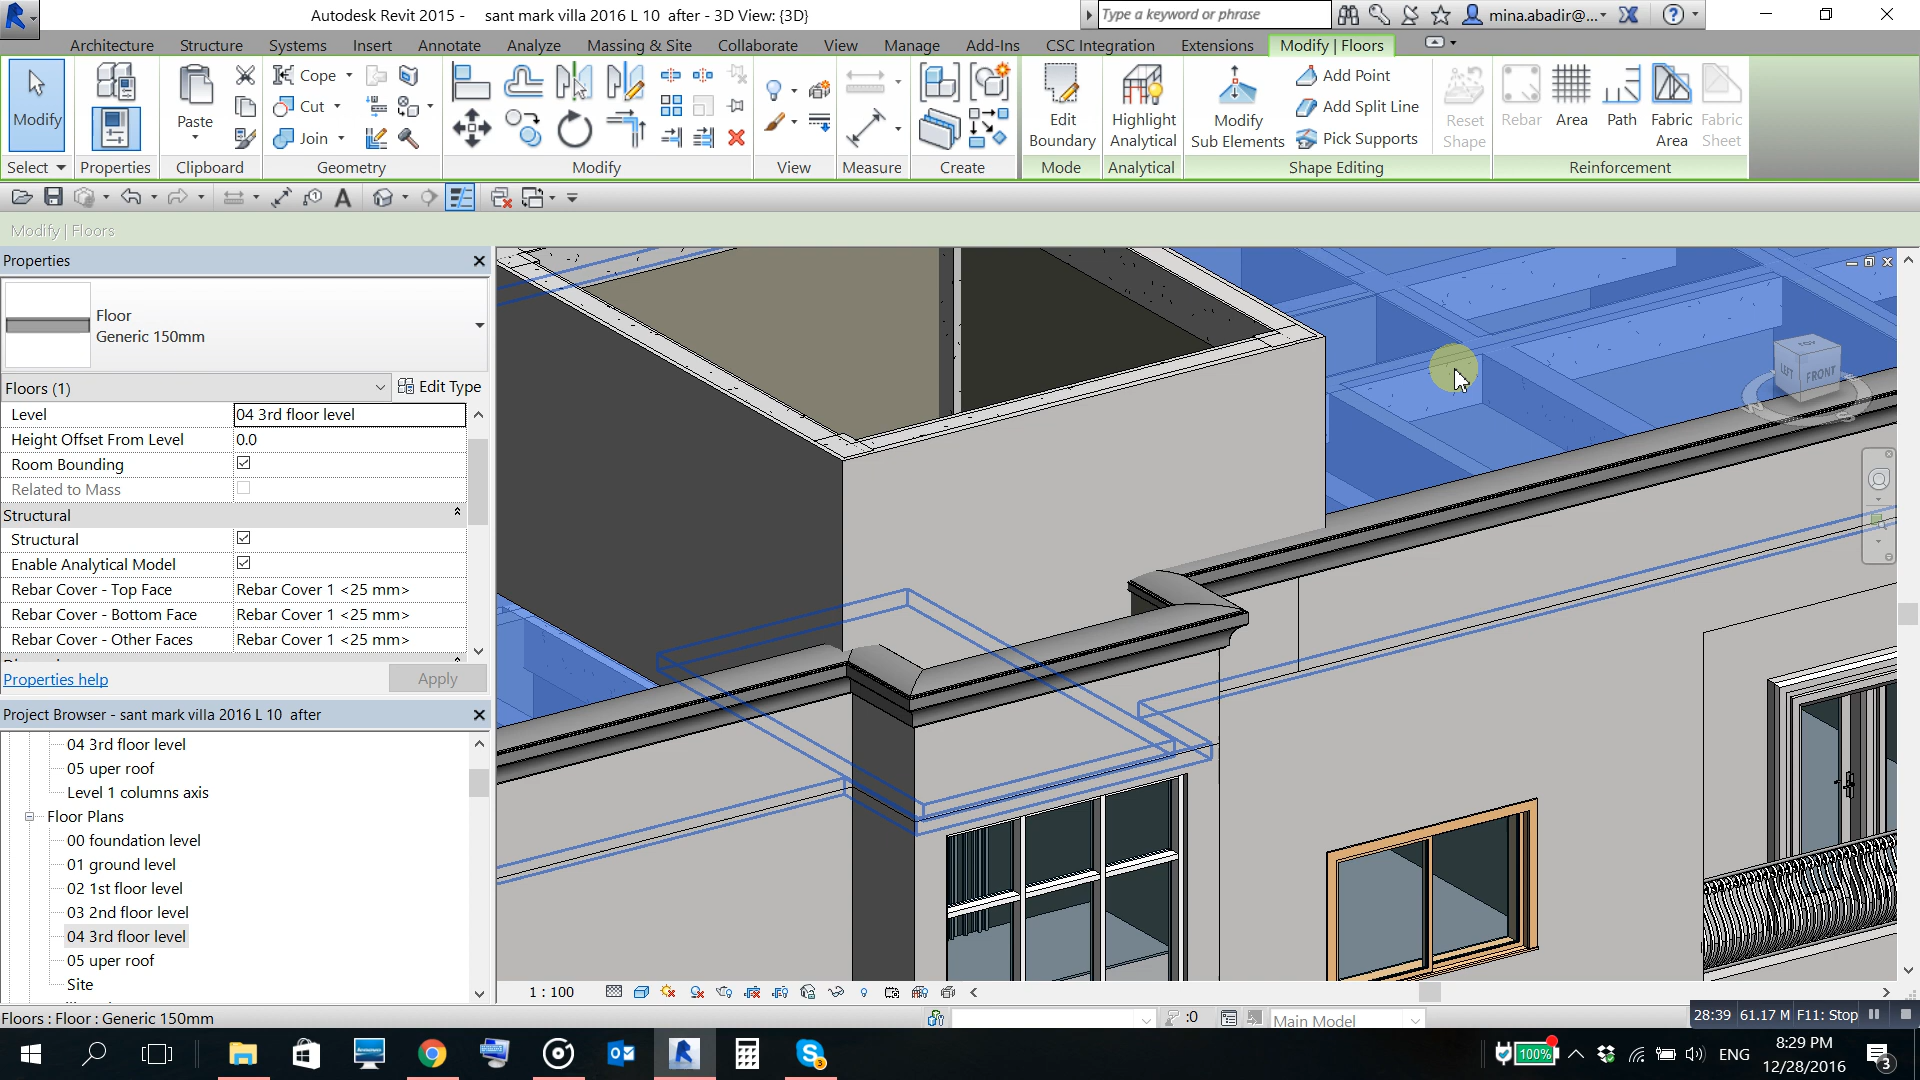 Autodesk Revit 2015 - sant mark villa 2016 L 10 after - 3D View: {3D}
Type a keyword or phrase
mina.abadir@...
Architecture Structure Systems Insert Annotate Analyze Massing & Site Collaborate View Manage Add-Ins CSC Integration Extensions Modify | Floors
Modify
Paste
Cope
Cut
Join
Edit Boundary
Highlight Analytical
Modify Sub Elements
Add Point
Add Split Line
Pick Supports
Reset Shape
Rebar
Area
Path
Fabric Area
Fabric Sheet
Select Properties Clipboard Geometry Modify View Measure Create Mode Analytical Shape Editing Reinforcement
Modify | Floors
Properties
Floor
Generic 150mm
Floors (1)
Edit Type
Level 04 3rd floor level
Height Offset From Level 0.0
Room Bounding
Related to Mass
Structural
Structural
Enable Analytical Model
Rebar Cover - Top Face Rebar Cover 1 <25 mm>
Rebar Cover - Bottom Face Rebar Cover 1 <25 mm>
Rebar Cover - Other Faces Rebar Cover 1 <25 mm>
Properties help
Apply
Project Browser - sant mark villa 2016 L 10 after
04 3rd floor level
05 uper roof
Level 1 columns axis
Floor Plans
00 foundation level
01 ground level
02 1st floor level
03 2nd floor level
04 3rd floor level
05 uper roof
Site
LEFT
FRONT
1 : 100
Floors : Floor : Generic 150mm
:0
Main Model
28:39 61.17 M F11: Stop
100%
ENG
8:29 PM
12/28/2016
3
3